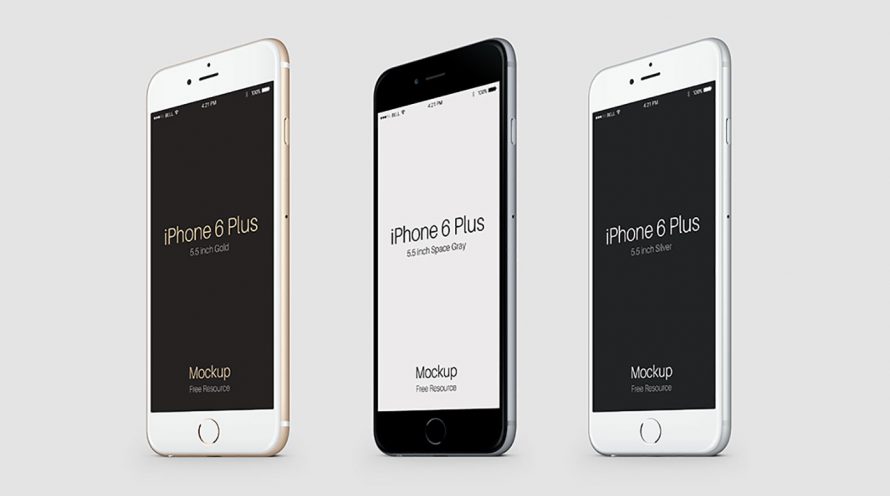 BELL
4:21 PM
100%
iPhone 6 Plus
5.5 inch Gold
Mockup
Free Resource
BELL
4:21 PM
100%
iPhone 6 Plus
5.5 inch Space Gray
Mockup
Free Resource
BELL
4:21 PM
100%
iPhone 6 Plus
5.5 inch Silver
Mockup
Free Resource